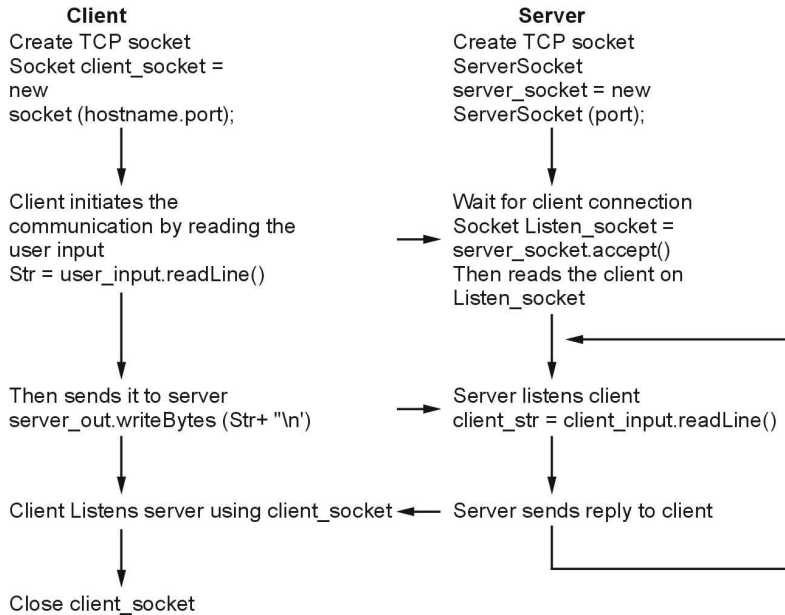 Client
Create TCP socket
Socket client_socket =
new
socket (hostname.port);
Client initiates the
communication by reading the
user input
Str = user_input.readLine()
Then sends it to server
server_out.writeBytes (Str+ "\n')
Client Listens server using client_socket
Close client_socket
Server
Create TCP socket
ServerSocket
server_socket = new
ServerSocket (port);
Wait for client connection
Socket Listen_socket =
server_socket.accept()
Then reads the client on
Listen_socket
Server listens client
client_str = client_input.readLine()
Server sends reply to client